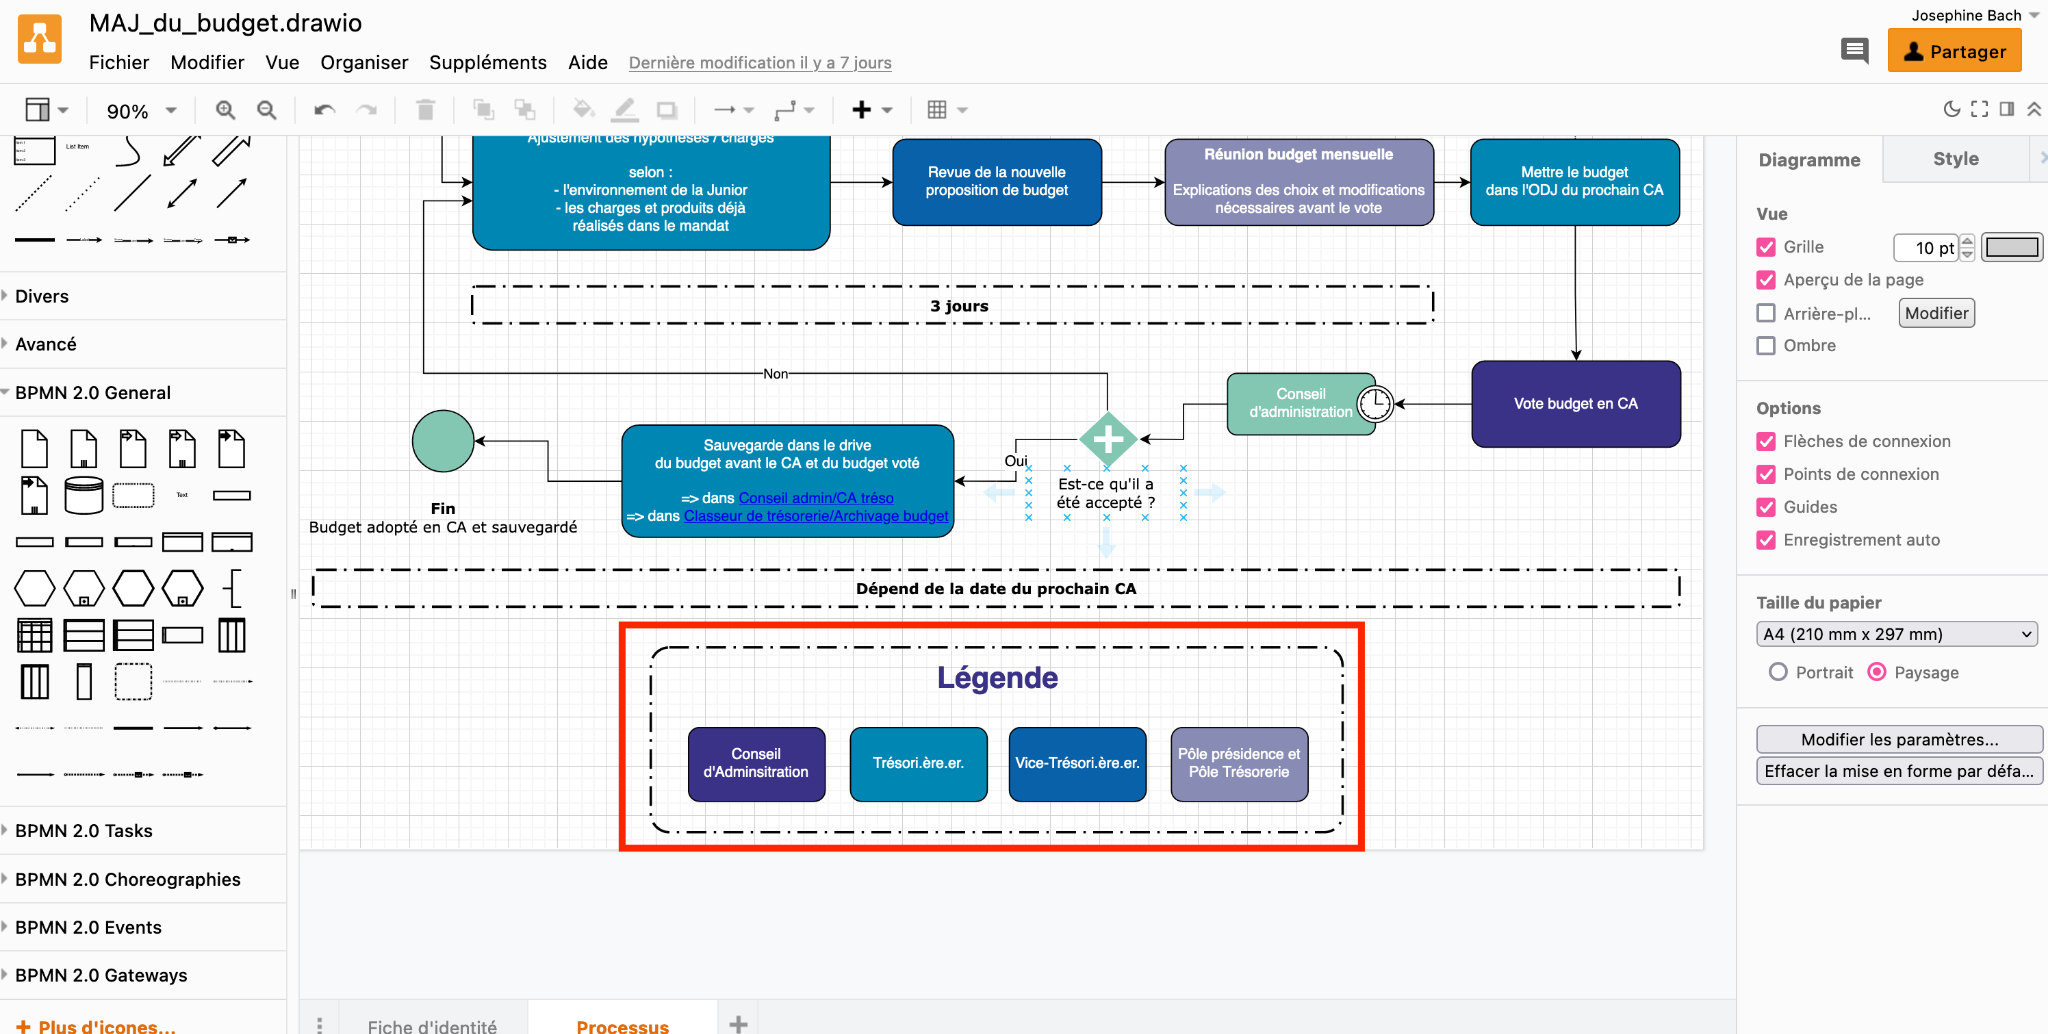 MAJ_du_budget.drawio
Josephine Bach
Fichier Modifier Vue Organiser Suppléments Aide Dernière modification il y a 7 jours
Partager
90%
List Item
Divers
Avancé
BPMN 2.0 General
Text
BPMN 2.0 Tasks
BPMN 2.0 Choreographies
BPMN 2.0 Events
BPMN 2.0 Gateways
+ Plus d'icones...
Ajustement des hypothèses / charges
selon :
- l'environnement de la Junior
- les charges et produits déjà
réalisés dans le mandat
Revue de la nouvelle
proposition de budget
Réunion budget mensuelle
Explications des choix et modifications
nécessaires avant le vote
Mettre le budget
dans l'ODJ du prochain CA
3 jours
Non
Conseil
d'administration
Vote budget en CA
Oui
Est-ce qu'il a
été accepté ?
Sauvegarde dans le drive
du budget avant le CA et du budget voté
=> dans Conseil admin/CA tréso
=> dans Classeur de trésorerie/Archivage budget
Fin
Budget adopté en CA et sauvegardé
Dépend de la date du prochain CA
Légende
Conseil
d'Adminsitration
Trésori.ère.er.
Vice-Trésori.ère.er.
Pôle présidence et
Pôle Trésorerie
Fiche d'identité
Processus
Diagramme
Style
Vue
Grille
10 pt
Aperçu de la page
Arrière-pl...
Modifier
Ombre
Options
Flèches de connexion
Points de connexion
Guides
Enregistrement auto
Taille du papier
A4 (210 mm x 297 mm)
Portrait
Paysage
Modifier les paramètres...
Effacer la mise en forme par défa...